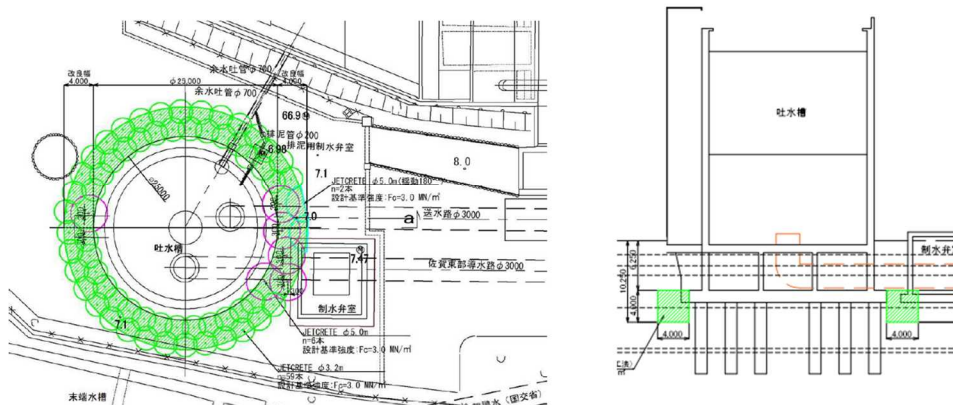 余水吐管φ700
余水吐管φ700
改良幅
4,000
φ25,000
改良幅
4,000
66.9
排泥管φ200
6.98
排泥用制水弁室
7.1
8.0
JETCRETE φ5.0m(揺動180
n=2本
設計基準強度:Fc=3.0 MN/㎡
7.0
a
送水路φ3000
φ25000
吐水槽
7.47
佐賀東部導水路φ3000
制水弁室
7.1
JETCRETE φ5.0m
n=6本
設計基準強度:Fc=3.0 MN/㎡
JETCRETE φ3.2m
n=59本
設計基準強度:Fc=3.0 MN/㎡
末端水槽
(国交省)
吐水槽
制水弁
10,250
6,250
4,000
4,000
4,000